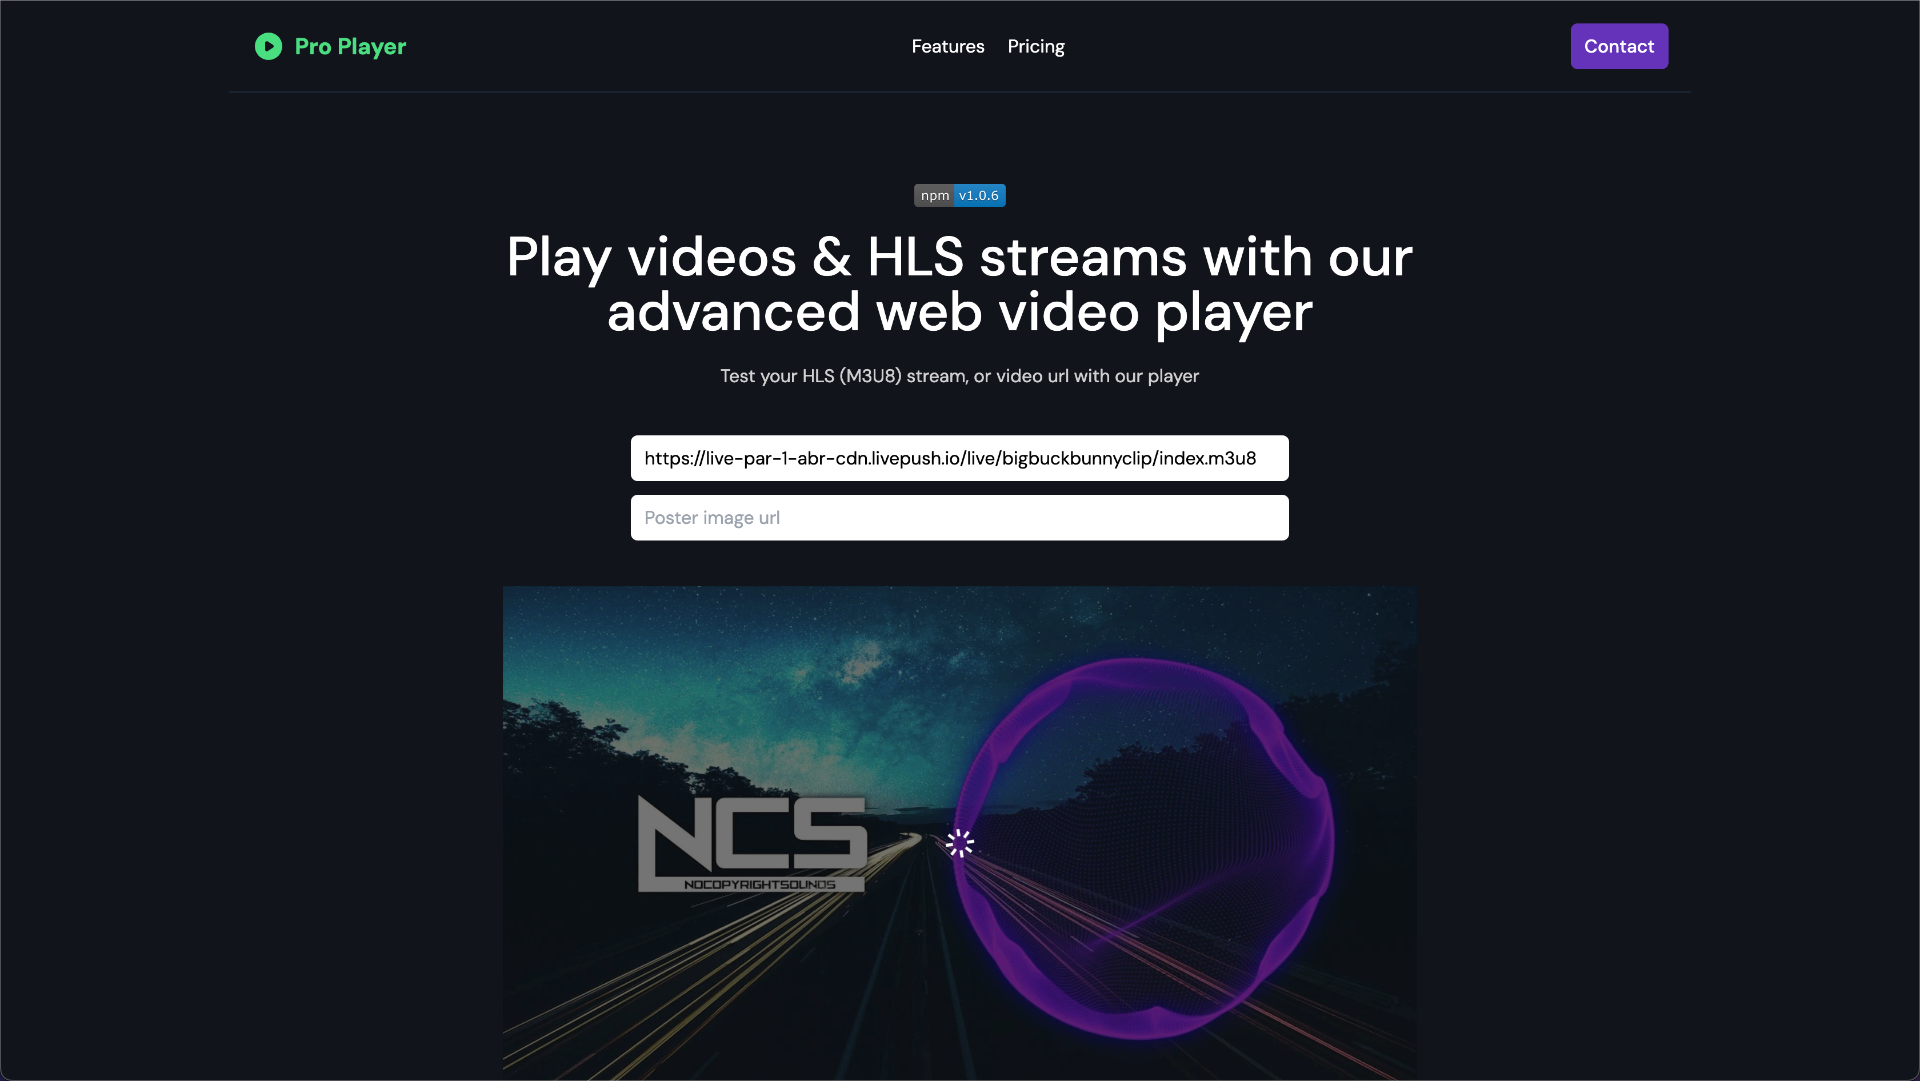 Pro Player
Features
Pricing
Contact
npm v1.0.6
Play videos & HLS streams with our
advanced web video player
Test your HLS (M3U8) stream, or video url with our player
https://live-par-1-abr-cdn.livepush.io/live/bigbuckbunnyclip/index.m3u8
Poster image url
NCS
NOCOPYRIGHTSOUNDS